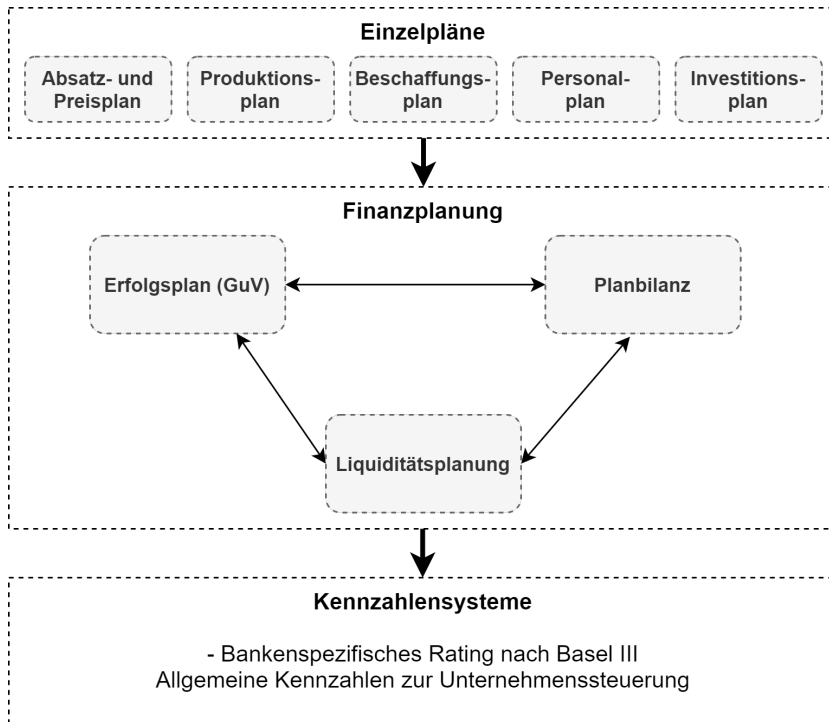 Einzelpläne
Absatz- und
Preisplan
Produktions-
plan
Beschaffungs-
plan
Personal-
plan
Investitions-
plan
Finanzplanung
Erfolgsplan (GuV)
Planbilanz
Liquiditätsplanung
Kennzahlensysteme
- Bankenspezifisches Rating nach Basel III
Allgemeine Kennzahlen zur Unternehmenssteuerung